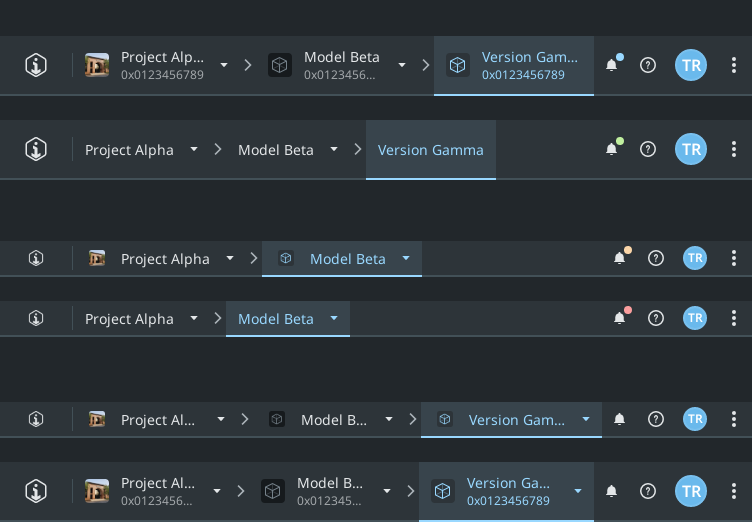 Project Alp... Model Beta Version Gam...
0x0123456789 0x0123456... 0x0123456789 TR
Project Alpha Model Beta Version Gamma TR
Project Alpha Model Beta TR
Project Alpha Model Beta TR
Project Al... Model B... Version Gam... TR
Project Al... Model B... Version Ga...
0x0123456... 0x012345... 0x0123456789 TR